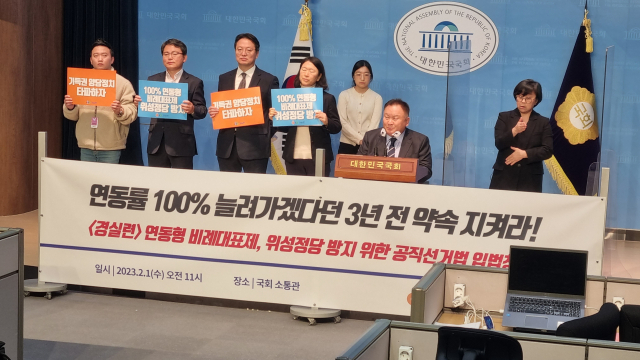 THE NATIONAL ASSEMBLY OF THE REPUBLIC OF KOREA
대한민국국회
기득권 양당정치
타파하자
100% 연동형
비례대표제
위성정당 방지
기득권 양당정치
타파하자
100% 연동
비례대표제
위성정당 방지
국회
대한민국국회
연동률 100% 늘려가겠다던 3년 전 약속 지켜라!
<경실련> 연동형 비례대표제, 위성정당 방지 위한 공직선거법 입법
일시 | 2023.2.1(수) 오전 11시
장소 | 국회 소통관